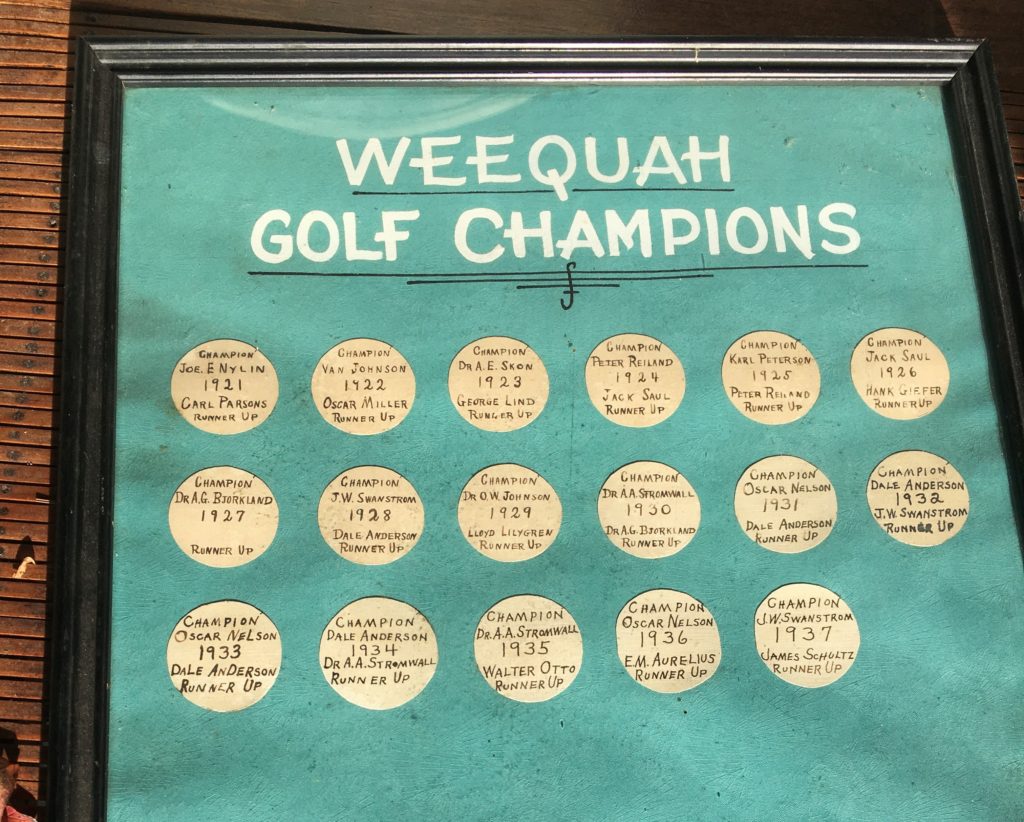 WEEQUAH
GOLF CHAMPIONS
CHAMPION
JOE. E NYLIN
1921
CARL PARSONS
RUNNER UP
CHAMPION
VAN JOHNSON
1922
OSCAR MILLER
RUNNER UP
CHAMPION
DR A. E. SKON
1923
GEORGE LIND
RUNGER UP
CHAMPION
PETER REILAND
1924
JACK SAUL
RUNNER UP
CHAMPION
KARL PETERSON
1925
PETER REILAND
RUNNER UP
CHAMPION
JACK SAUL
1926
HANK GIEFER
RUNNER UP
CHAMPION
DR A.G. BJORKLAND
1927
RUNNER UP
CHAMPION
J.W. SWANSTROM
1928
DALE ANDERSON
RUNNER UP
CHAMPION
DR O.W. JOHNSON
1929
LLOYD LILYGREN
RUNNER UP
CHAMPION
DR A.A. STROMWALL
1930
DR A.G. BJORKLAND
RUNNER UP
CHAMPION
OSCAR NELSON
1931
DALE ANDERSON
RUNNER UP
CHAMPION
DALE ANDERSON
1932
J.W. SWANSTROM
RUNNER UP
CHAMPION
OSCAR NELSON
1933
DALE ANDERSON
RUNNER UP
CHAMPION
DALE ANDERSON
1934
DR A.A. STROMWALL
RUNNER UP
CHAMPION
DR. A.A. STROMWALL
1935
WALTER OTTO
RUNNER UP
CHAMPION
OSCAR NELSON
1936
E.M. AURELIUS
RUNNER UP
CHAMPION
J.W. SWANSTROM
1937
JAMES SCHULTZ
RUNNER UP